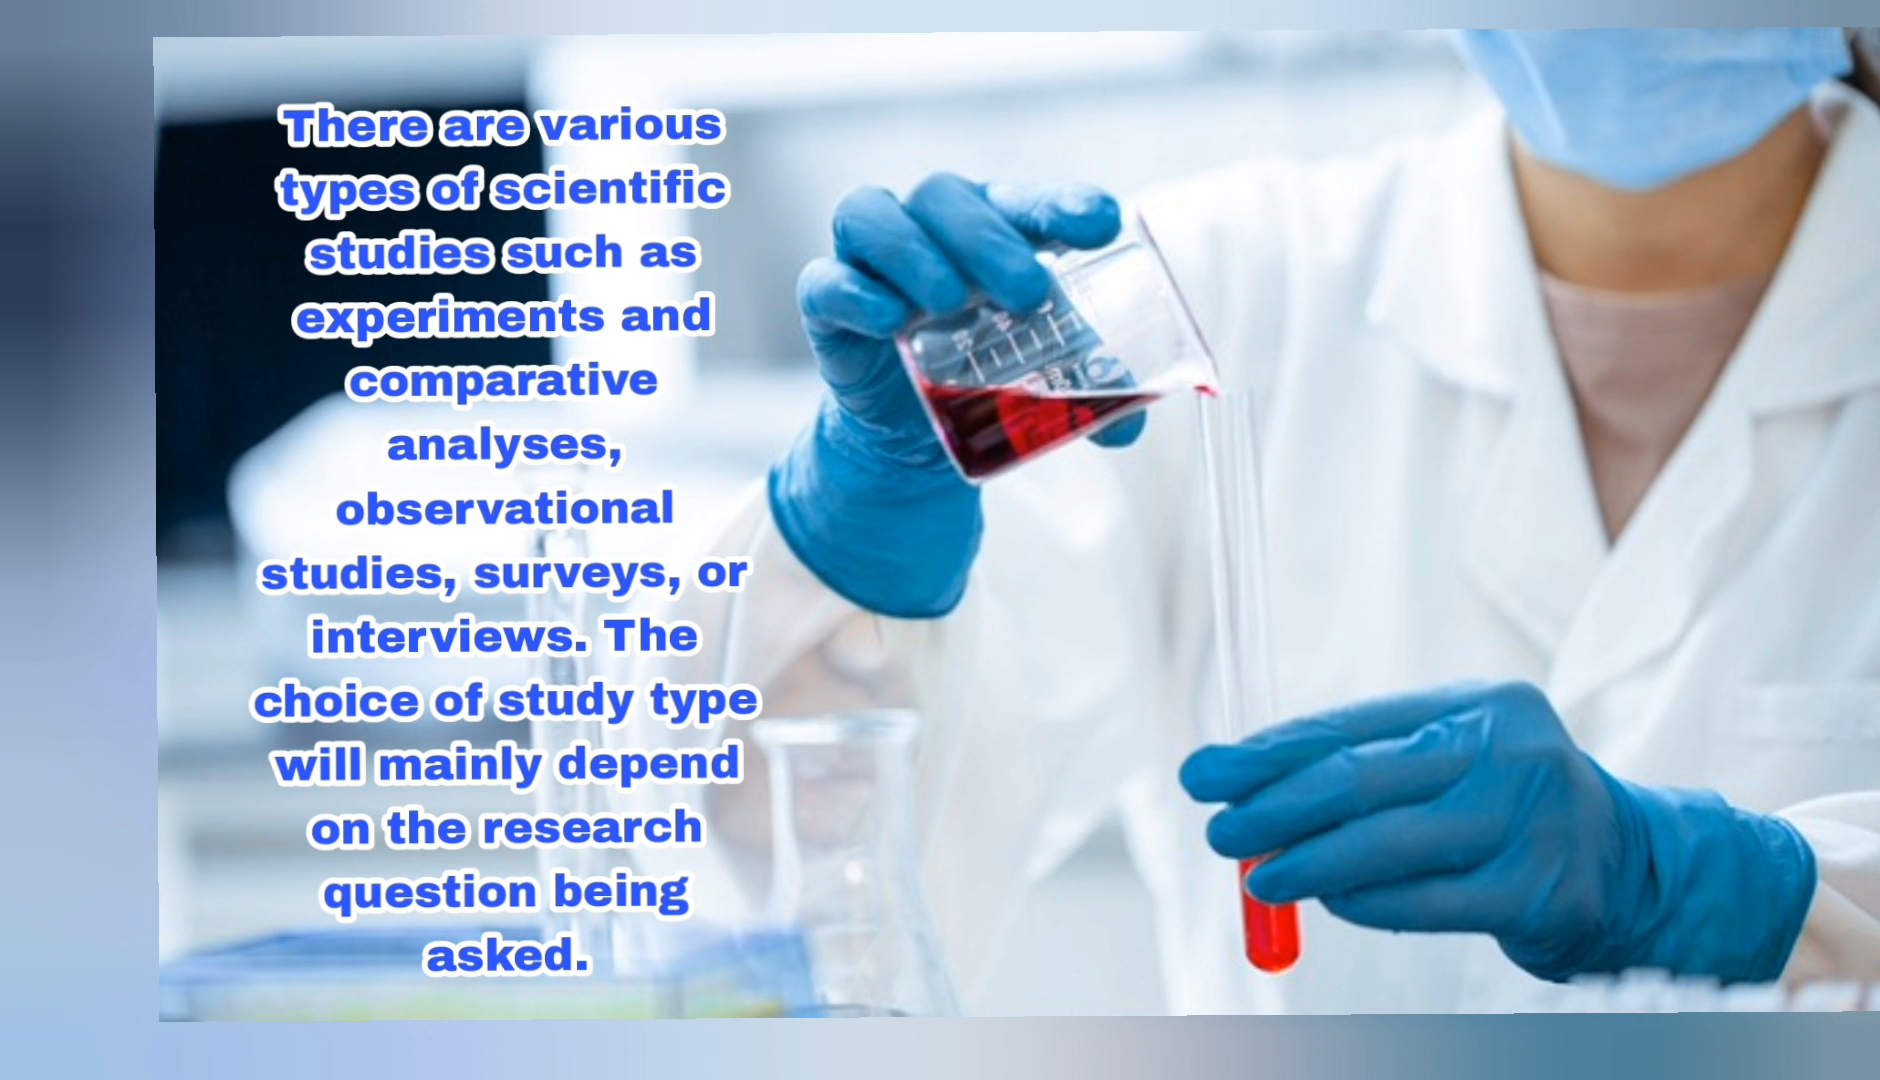 There are various
types of scientific
studies such as
experiments and
comparative
analyses,
observational
studies, surveys, or
interviews. The
choice of study type
will mainly depend
on the research
question being
asked.